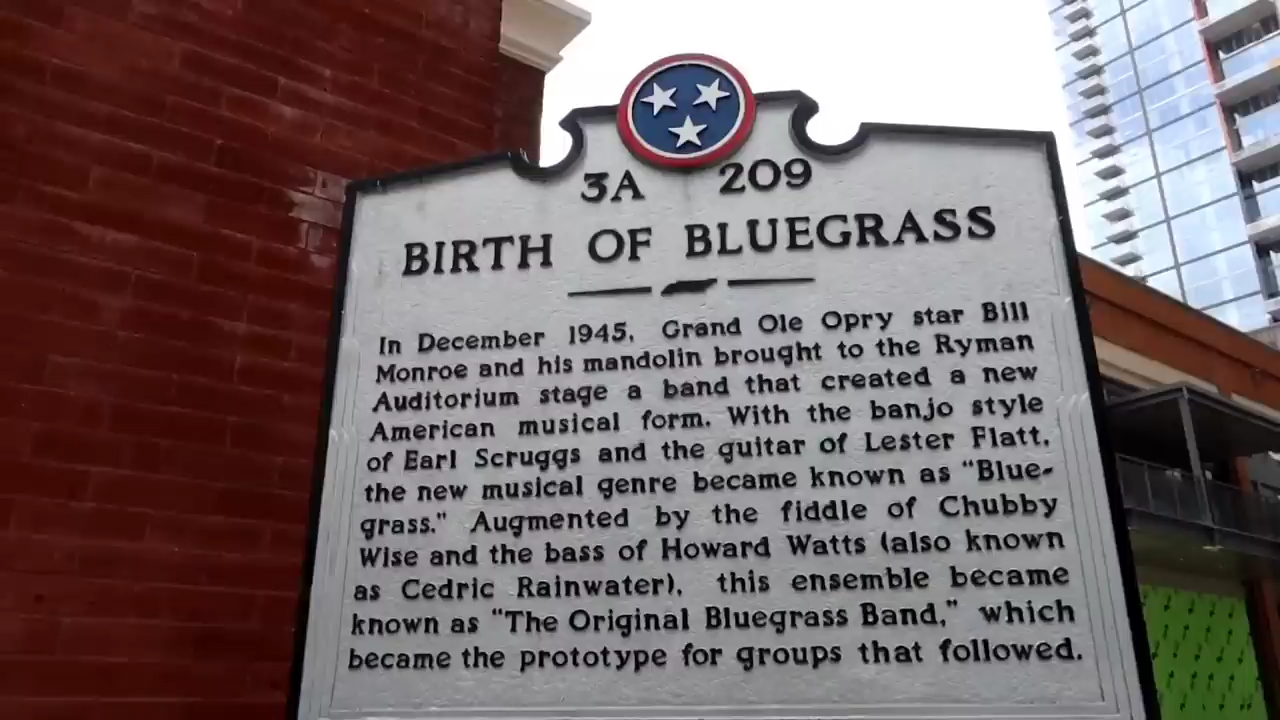 3A 209
BIRTH OF BLUEGRASS
In December 1945, Grand Ole Opry star Bill
Monroe and his mandolin brought to the Ryman
Auditorium stage a band that created a new
American musical form. With the banjo style
of Earl Scruggs and the guitar of Lester Flatt,
the new musical genre became known as "Blue-
grass." Augmented by the fiddle of Chubby
Wise and the bass of Howard Watts (also known
as Cedric Rainwater), this ensemble became
known as "The Original Bluegrass Band," which
became the prototype for groups that followed.